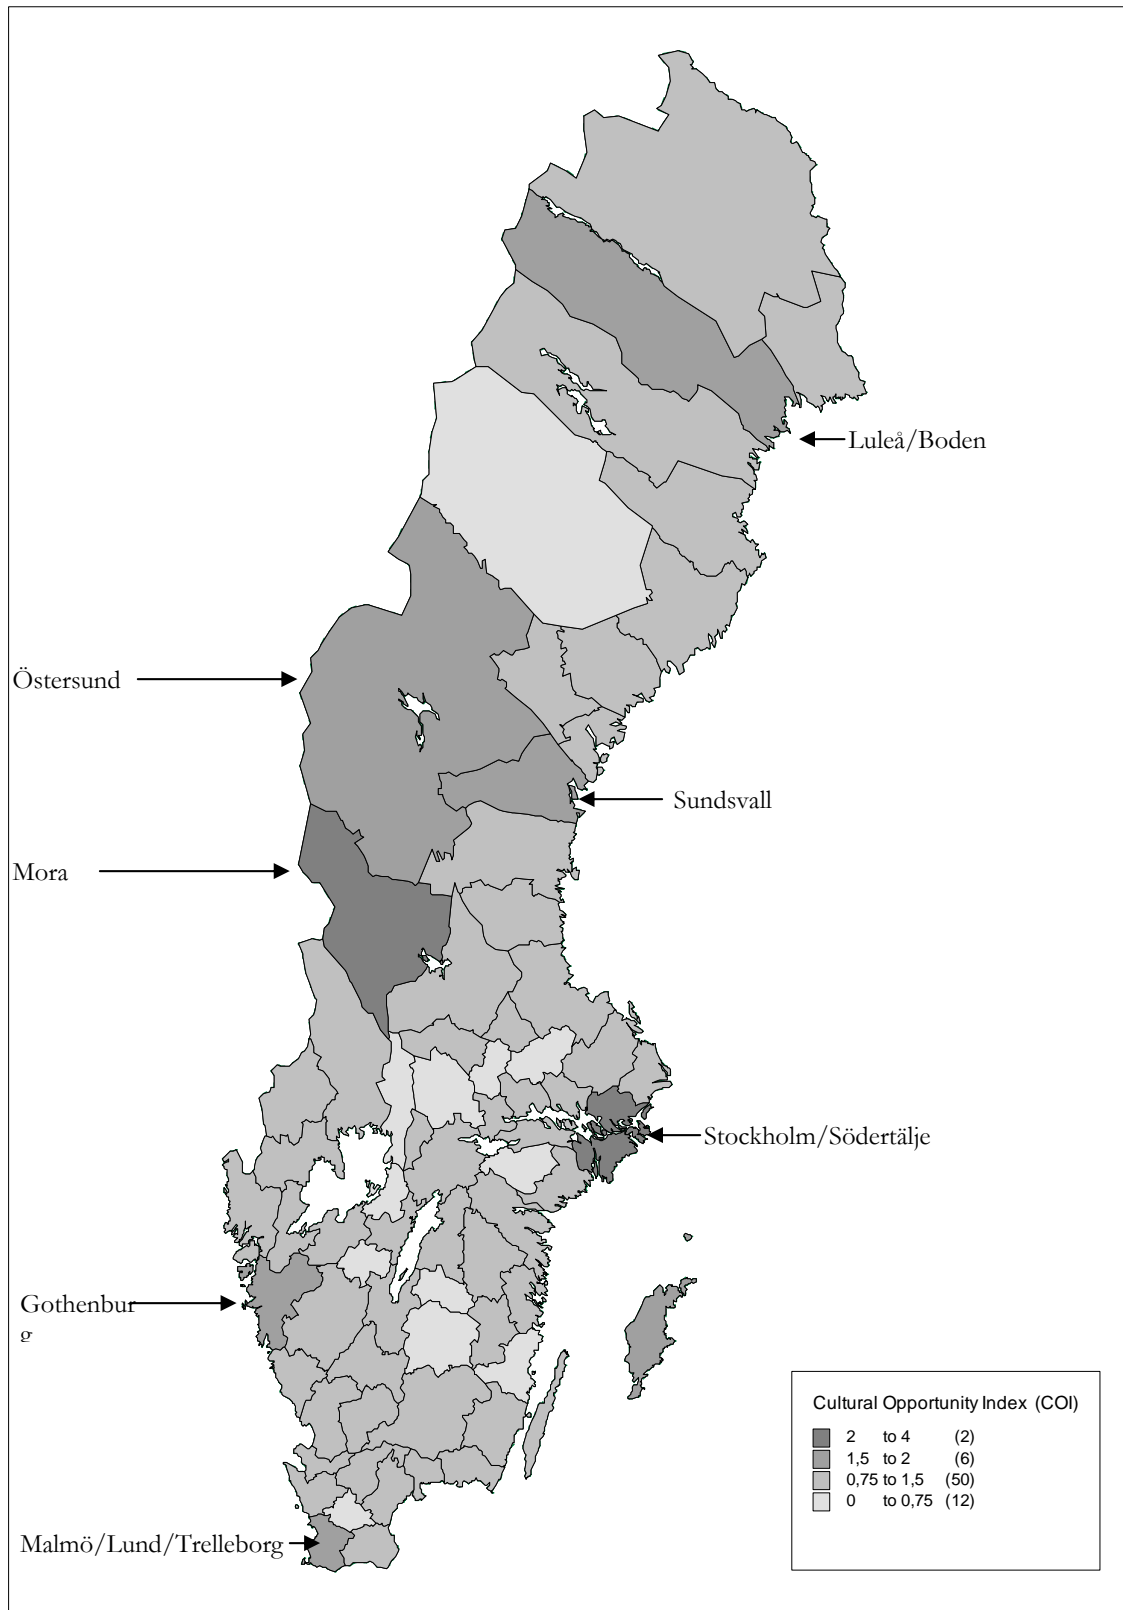 Luleå/Boden
Östersund
Sundsvall
Mora
Stockholm/Södertälje
Gothenbur
g
Malmö/Lund/Trelleborg
Cultural Opportunity Index (COI)
2 to 4 (2)
1,5 to 2 (6)
0,75 to 1,5 (50)
0 to 0,75 (12)